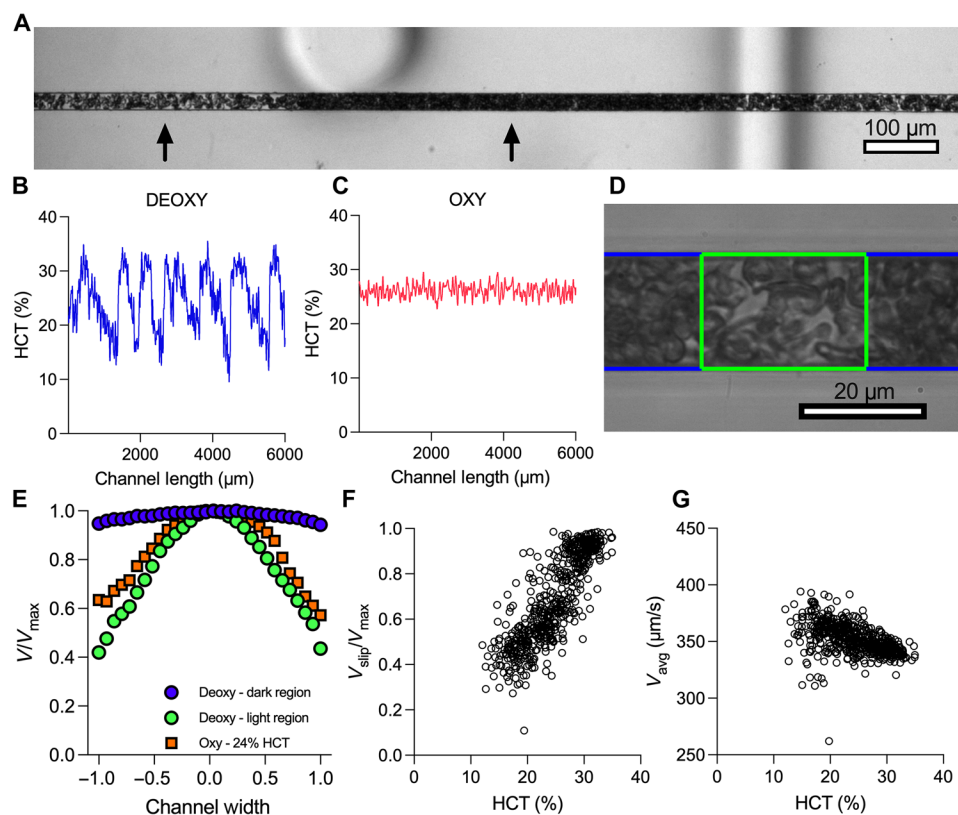 A
100 µm
B
C
D
DEOXY
OXY
40
30
20
10
0
HCT (%)
2000
4000
6000
Channel length (µm)
40
30
20
10
0
HCT (%)
2000
4000
6000
Channel length (µm)
20 µm
E
F
G
1.0
0.8
0.6
0.4
0.2
0.0
V/Vmax
Deoxy - dark region
Deoxy - light region
Oxy - 24% HCT
−1.0
−0.5
0.0
0.5
1.0
Channel width
1.0
0.8
0.6
0.4
0.2
0.0
Vslip/Vmax
0
10
20
30
40
HCT (%)
450
400
350
300
250
Vavg (µm/s)
0
10
20
30
40
HCT (%)